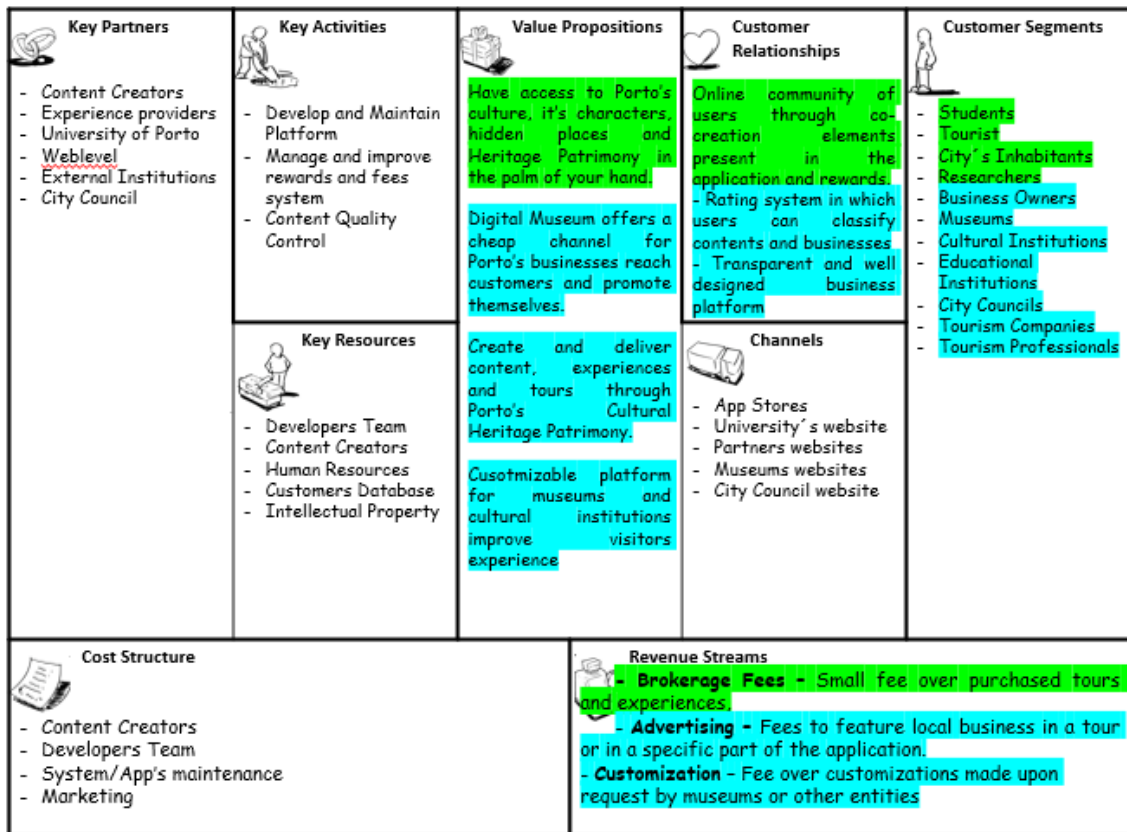 Key Partners
- Content Creators
- Experience providers
- University of Porto
- Weblevel
- External Institutions
- City Council
Key Activities
- Develop and Maintain
Platform
- Manage and improve
rewards and fees
system
- Content Quality
Control
Key Resources
- Developers Team
- Content Creators
- Human Resources
- Customers Database
- Intellectual Property
Value Propositions
Have access to Porto's
culture, it's characters,
hidden places and
Heritage Patrimony in
the palm of your hand.
Digital Museum offers a
cheap channel for
Porto's businesses reach
customers and promote
themselves.
Create and deliver
content, experiences
and tours through
Porto's Cultural
Heritage Patrimony.
Cusotmizable platform
for museums and
cultural institutions
improve visitors
experience
Customer
Relationships
Online community of
users through co-
creation elements
present in the
application and rewards.
- Rating system in which
users can classify
contents and businesses
- Transparent and well
designed business
platform
Channels
- App Stores
- University´s website
- Partners websites
- Museums websites
- City Council website
Customer Segments
- Students
- Tourist
- City´s Inhabitants
- Researchers
- Business Owners
- Museums
- Cultural Institutions
- Educational
Institutions
- City Councils
- Tourism Companies
- Tourism Professionals
Cost Structure
- Content Creators
- Developers Team
- System/App's maintenance
- Marketing
Revenue Streams
- Brokerage Fees – Small fee over purchased tours
and experiences.
- Advertising – Fees to feature local business in a tour
or in a specific part of the application.
- Customization – Fee over customizations made upon
request by museums or other entities